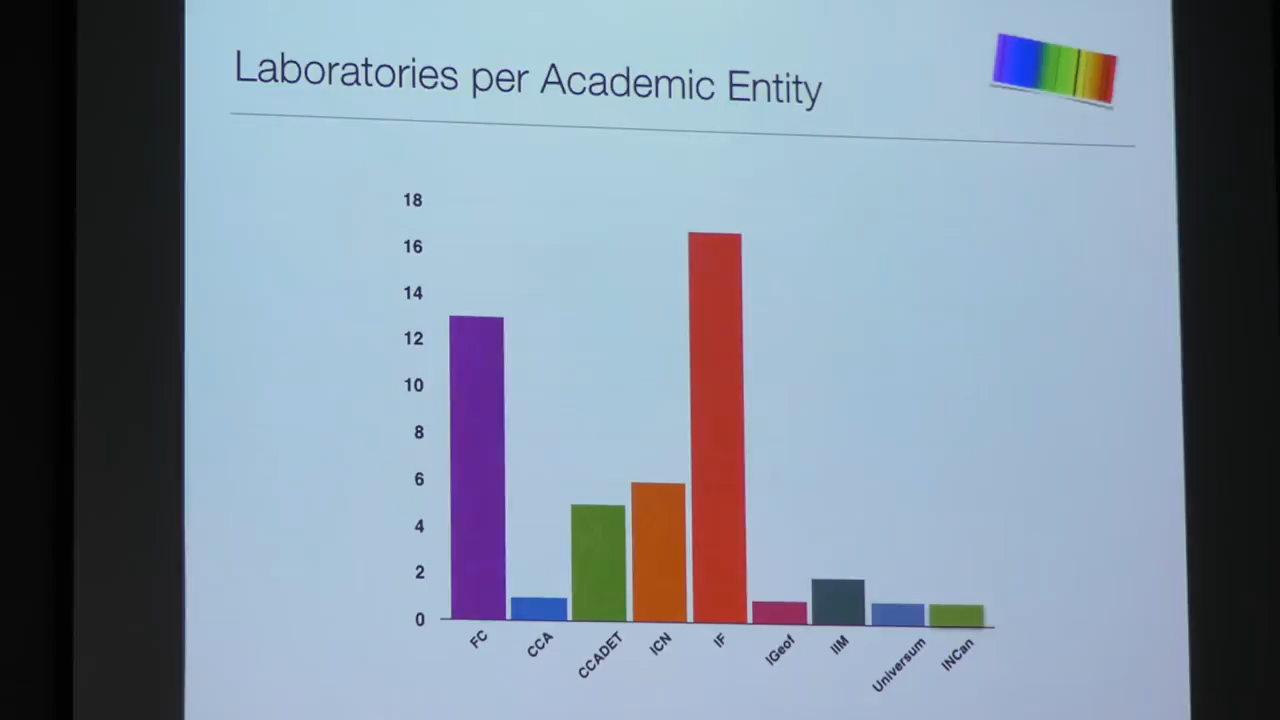 Laboratories per Academic Entity
18
16
14
12
10
8
6
4
2
0
FC
CCA
CCADET
ICN
IF
IGeof
IIM
Universum
INCan